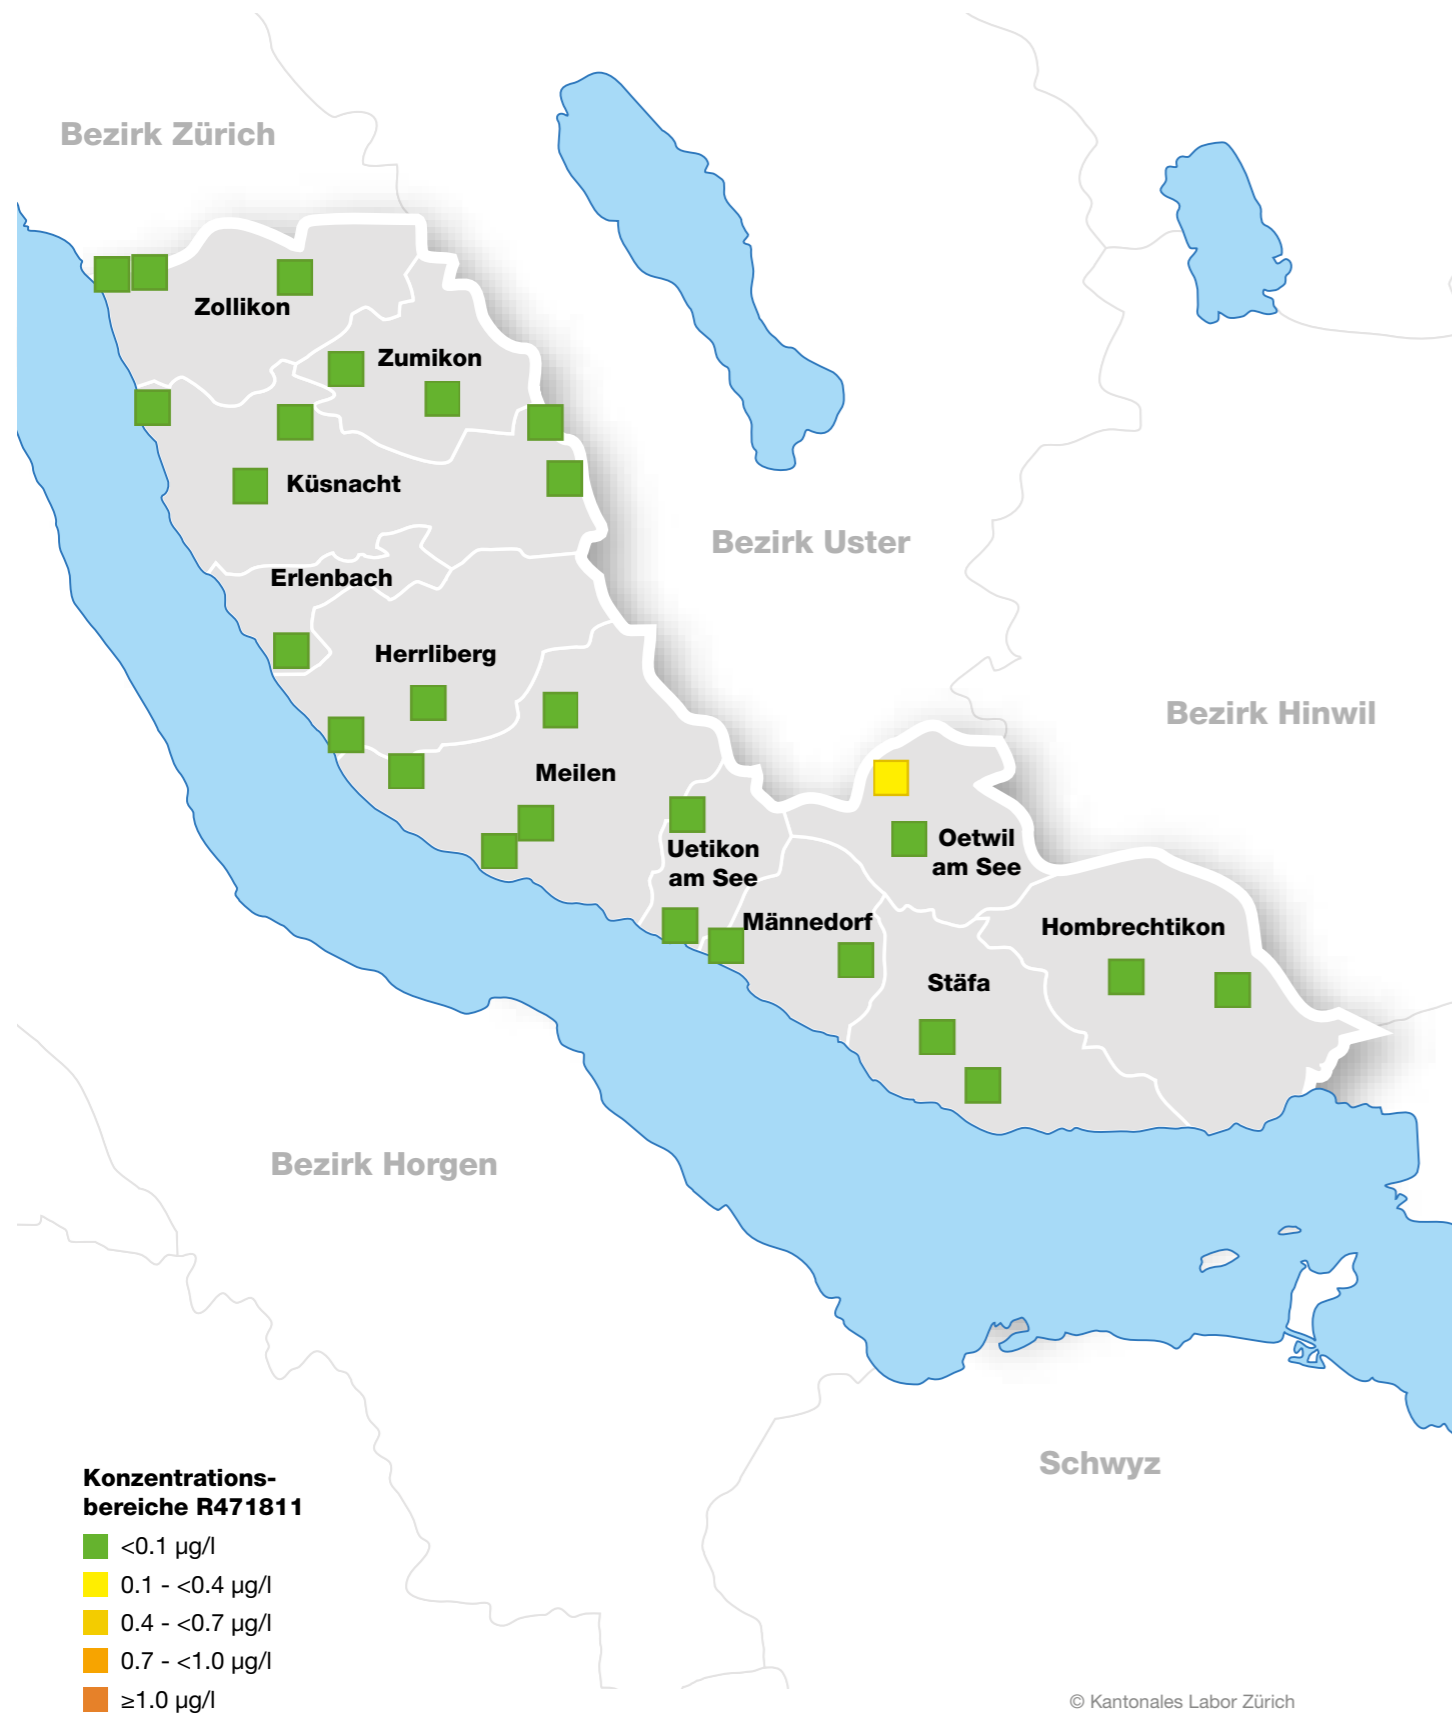 Bezirk Zürich
Zollikon
Zumikon
Küsnacht
Bezirk Uster
Erlenbach
Herrliberg
Bezirk Hinwil
Meilen
Oetwil
am See
Uetikon
am See
Männedorf
Hombrechtikon
Stäfa
Bezirk Horgen
Schwyz
Konzentrations-
bereiche R471811
<0.1 µg/l
0.1 - <0.4 µg/l
0.4 - <0.7 µg/l
0.7 - <1.0 µg/l
≥1.0 µg/l
© Kantonales Labor Zürich